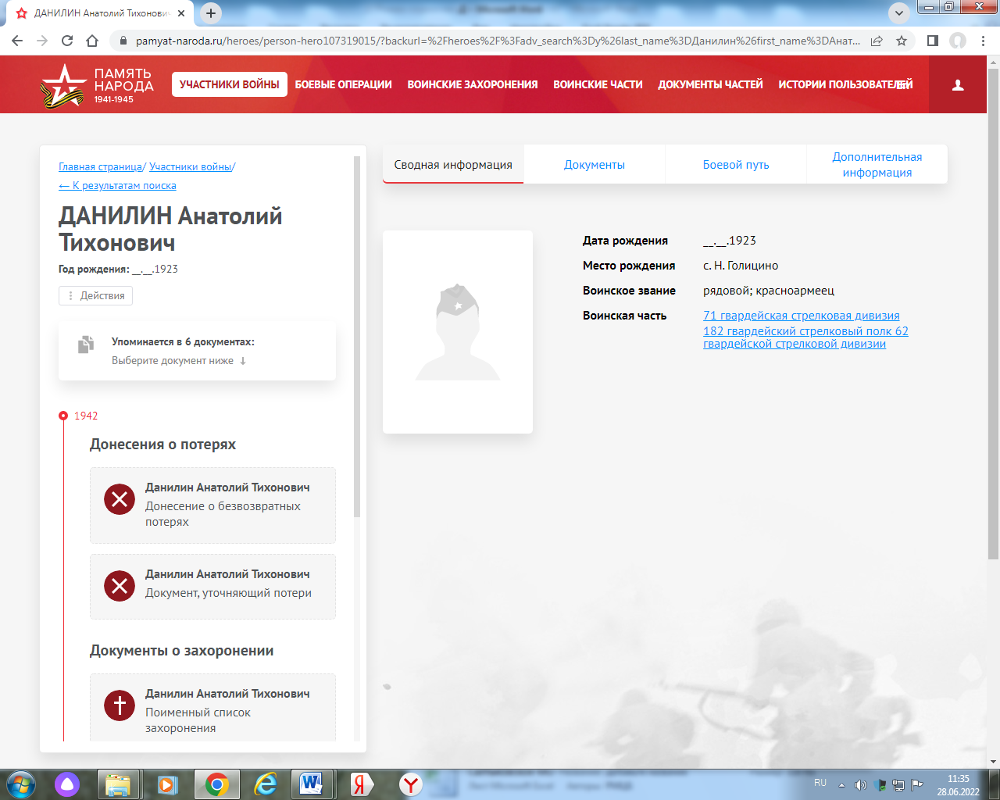 ДАНИЛИН Анатолий Тихонович
pamyat-naroda.ru/heroes/person-hero107319015/?backurl=%2Fheroes%2F%3Fadv_search%3Dy%26last_name%3DДанилин%26first_name%3DАнат...
ПАМЯТЬ
НАРОДА
1941-1945
УЧАСТНИКИ ВОЙНЫ БОЕВЫЕ ОПЕРАЦИИ ВОИНСКИЕ ЗАХОРОНЕНИЯ ВОИНСКИЕ ЧАСТИ ДОКУМЕНТЫ ЧАСТЕЙ ИСТОРИИ ПОЛЬЗОВАТЕЛЕЙ En
Главная страница/ Участники войны/
← К результатам поиска
ДАНИЛИН Анатолий
Тихонович
Год рождения: __.__.1923
Действия
Упоминается в 6 документах:
Выберите документ ниже ↓
1942
Донесения о потерях
Данилин Анатолий Тихонович
Донесение о безвозвратных
потерях
Данилин Анатолий Тихонович
Документ, уточняющий потери
Документы о захоронении
Данилин Анатолий Тихонович
Поименный список
захоронения
Сводная информация
Документы
Боевой путь
Дополнительная
информация
Дата рождения __.__.1923
Место рождения с. Н. Голицино
Воинское звание рядовой; красноармеец
Воинская часть 71 гвардейская стрелковая дивизия
182 гвардейский стрелковый полк 62
гвардейской стрелковой дивизии
RU
11:35
28.06.2022